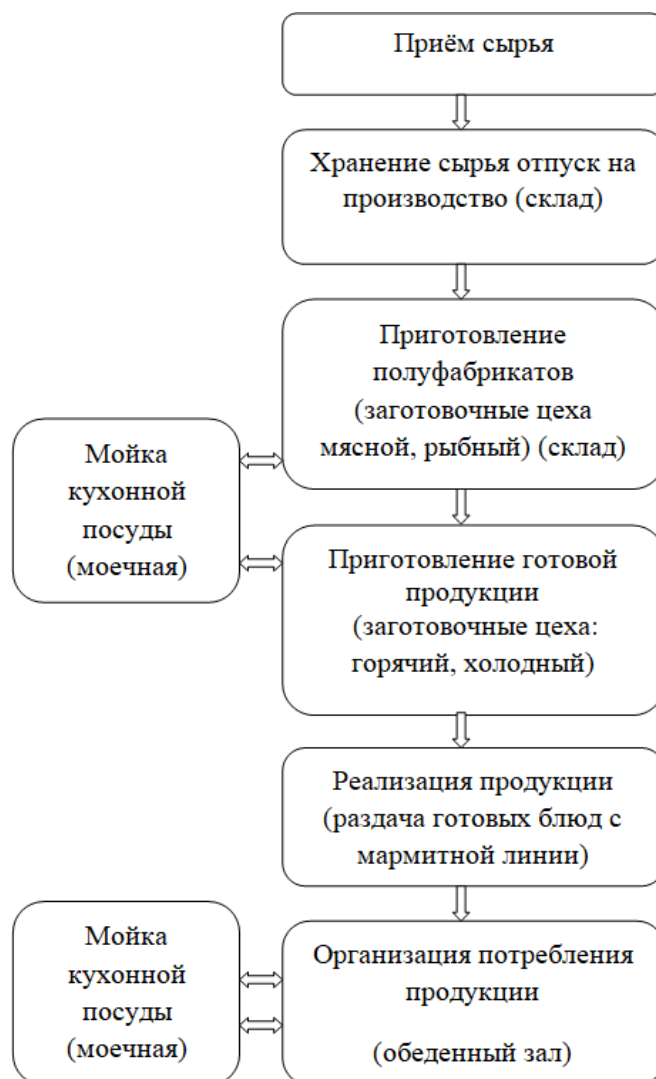 Приём сырья
Хранение сырья отпуск на
производство (склад)
Приготовление
полуфабрикатов
(заготовочные цеха
мясной, рыбный) (склад)
Мойка
кухонной
посуды
(моечная)
Приготовление готовой
продукции
(заготовочные цеха:
горячий, холодный)
Реализация продукции
(раздача готовых блюд с
мармитной линии)
Мойка
кухонной
посуды
(моечная)
Организация потребления
продукции
(обеденный зал)